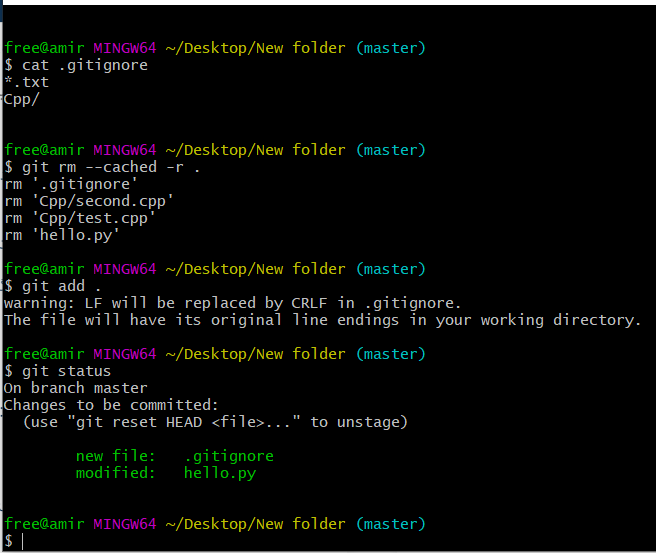 free@amir MINGW64 ~/Desktop/New folder (master)
$ cat .gitignore
*.txt
Cpp/
free@amir MINGW64 ~/Desktop/New folder (master)
$ git rm --cached -r .
rm '.gitignore'
rm 'Cpp/second.cpp'
rm 'Cpp/test.cpp'
rm 'hello.py'
free@amir MINGW64 ~/Desktop/New folder (master)
$ git add .
warning: LF will be replaced by CRLF in .gitignore.
The file will have its original line endings in your working directory.
free@amir MINGW64 ~/Desktop/New folder (master)
$ git status
On branch master
Changes to be committed:
  (use "git reset HEAD <file>..." to unstage)
        new file:   .gitignore
        modified:   hello.py
free@amir MINGW64 ~/Desktop/New folder (master)
$